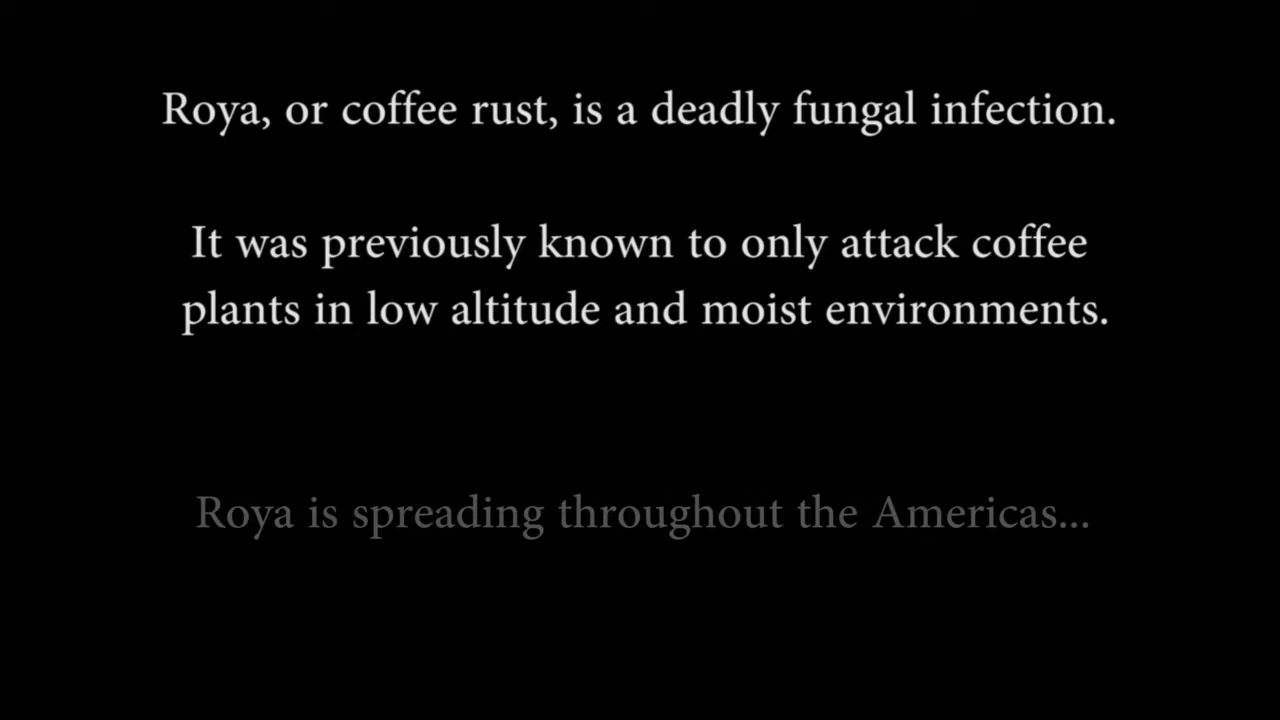 Roya, or coffee rust, is a deadly fungal infection.
It was previously known to only attack coffee
plants in low altitude and moist environments.
Roya is spreading throughout the Americas...